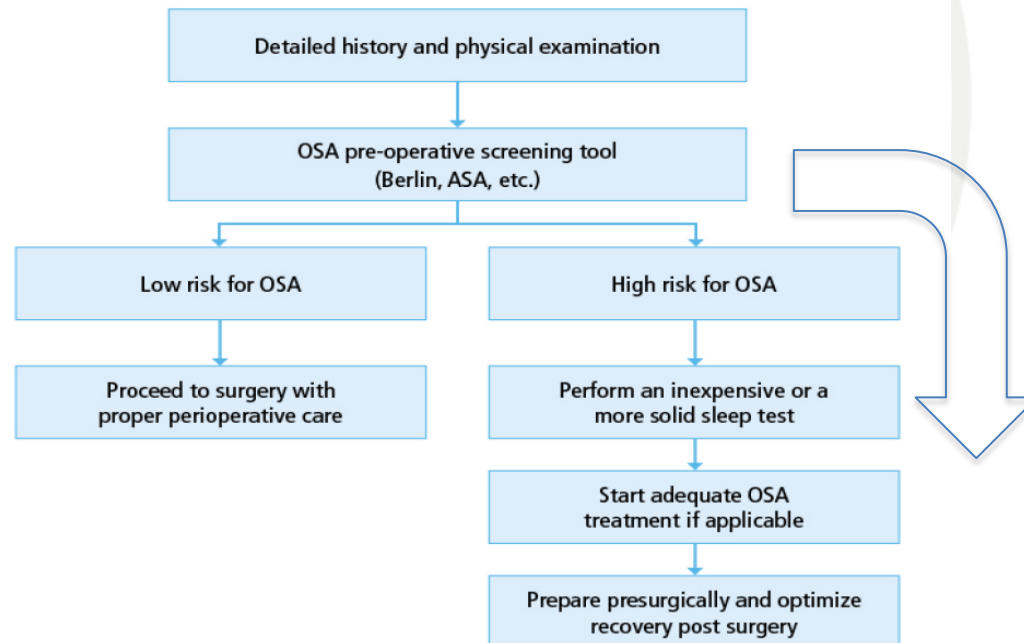 Detailed history and physical examination
OSA pre-operative screening tool
(Berlin, ASA, etc.)
Low risk for OSA
High risk for OSA
Proceed to surgery with
proper perioperative care
Perform an inexpensive or a
more solid sleep test
Start adequate OSA
treatment if applicable
Prepare presurgically and optimize
recovery post surgery